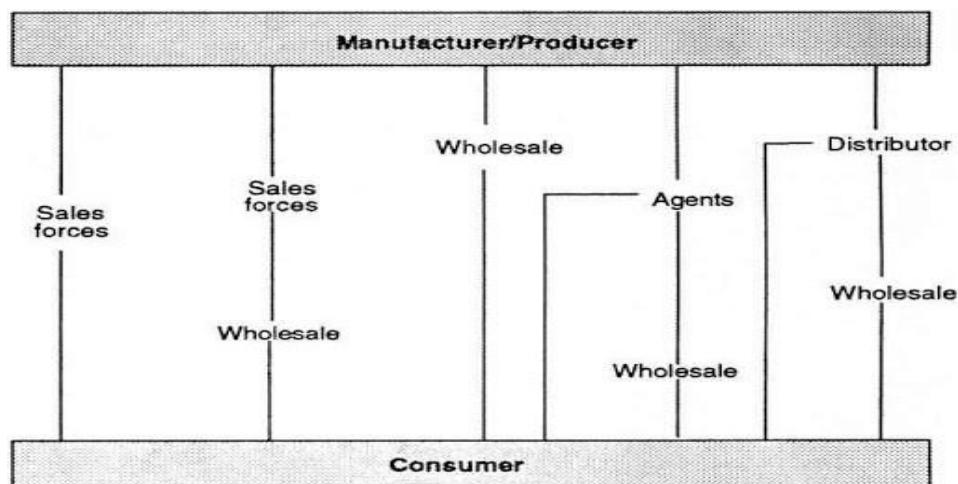 Manufacturer/Producer
Wholesale
Distributor
Sales
forces
Agents
Sales
forces
Wholesale
Wholesale
Wholesale
Consumer